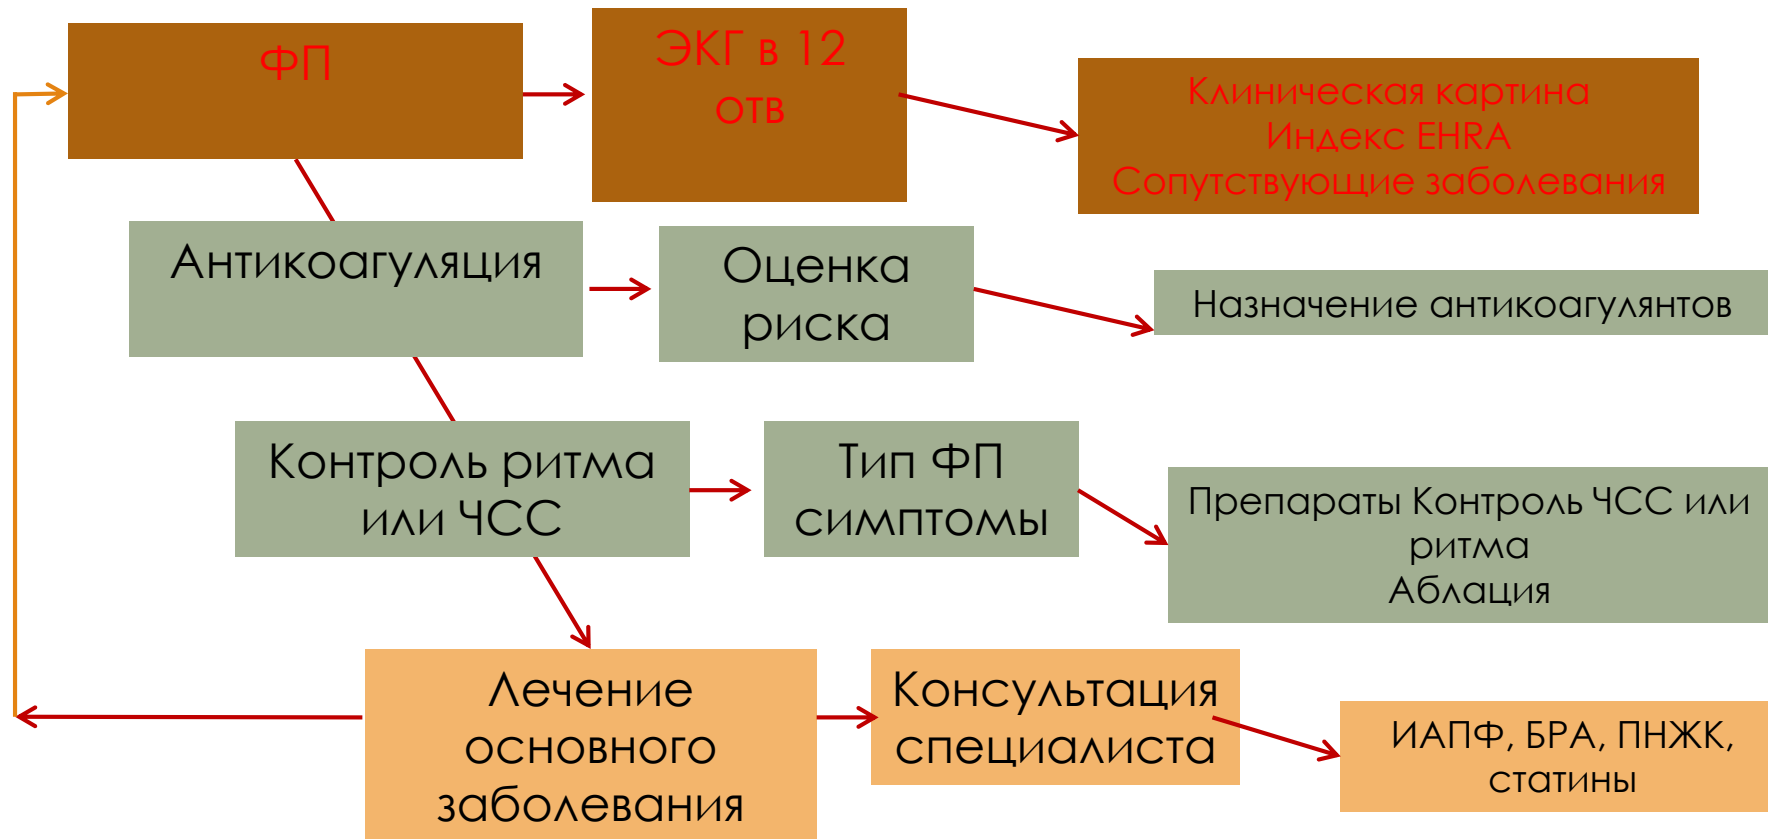 ФП
ЭКГ в 12
отв
Клиническая картина
Индекс EHRA
Сопутствующие заболевания
Антикоагуляция
Оценка
риска
Назначение антикоагулянтов
Контроль ритма
или ЧСС
Тип ФП
симптомы
Препараты Контроль ЧСС или
ритма
Аблация
Лечение
основного
заболевания
Консультация
специалиста
ИАПФ, БРА, ПНЖК,
статины